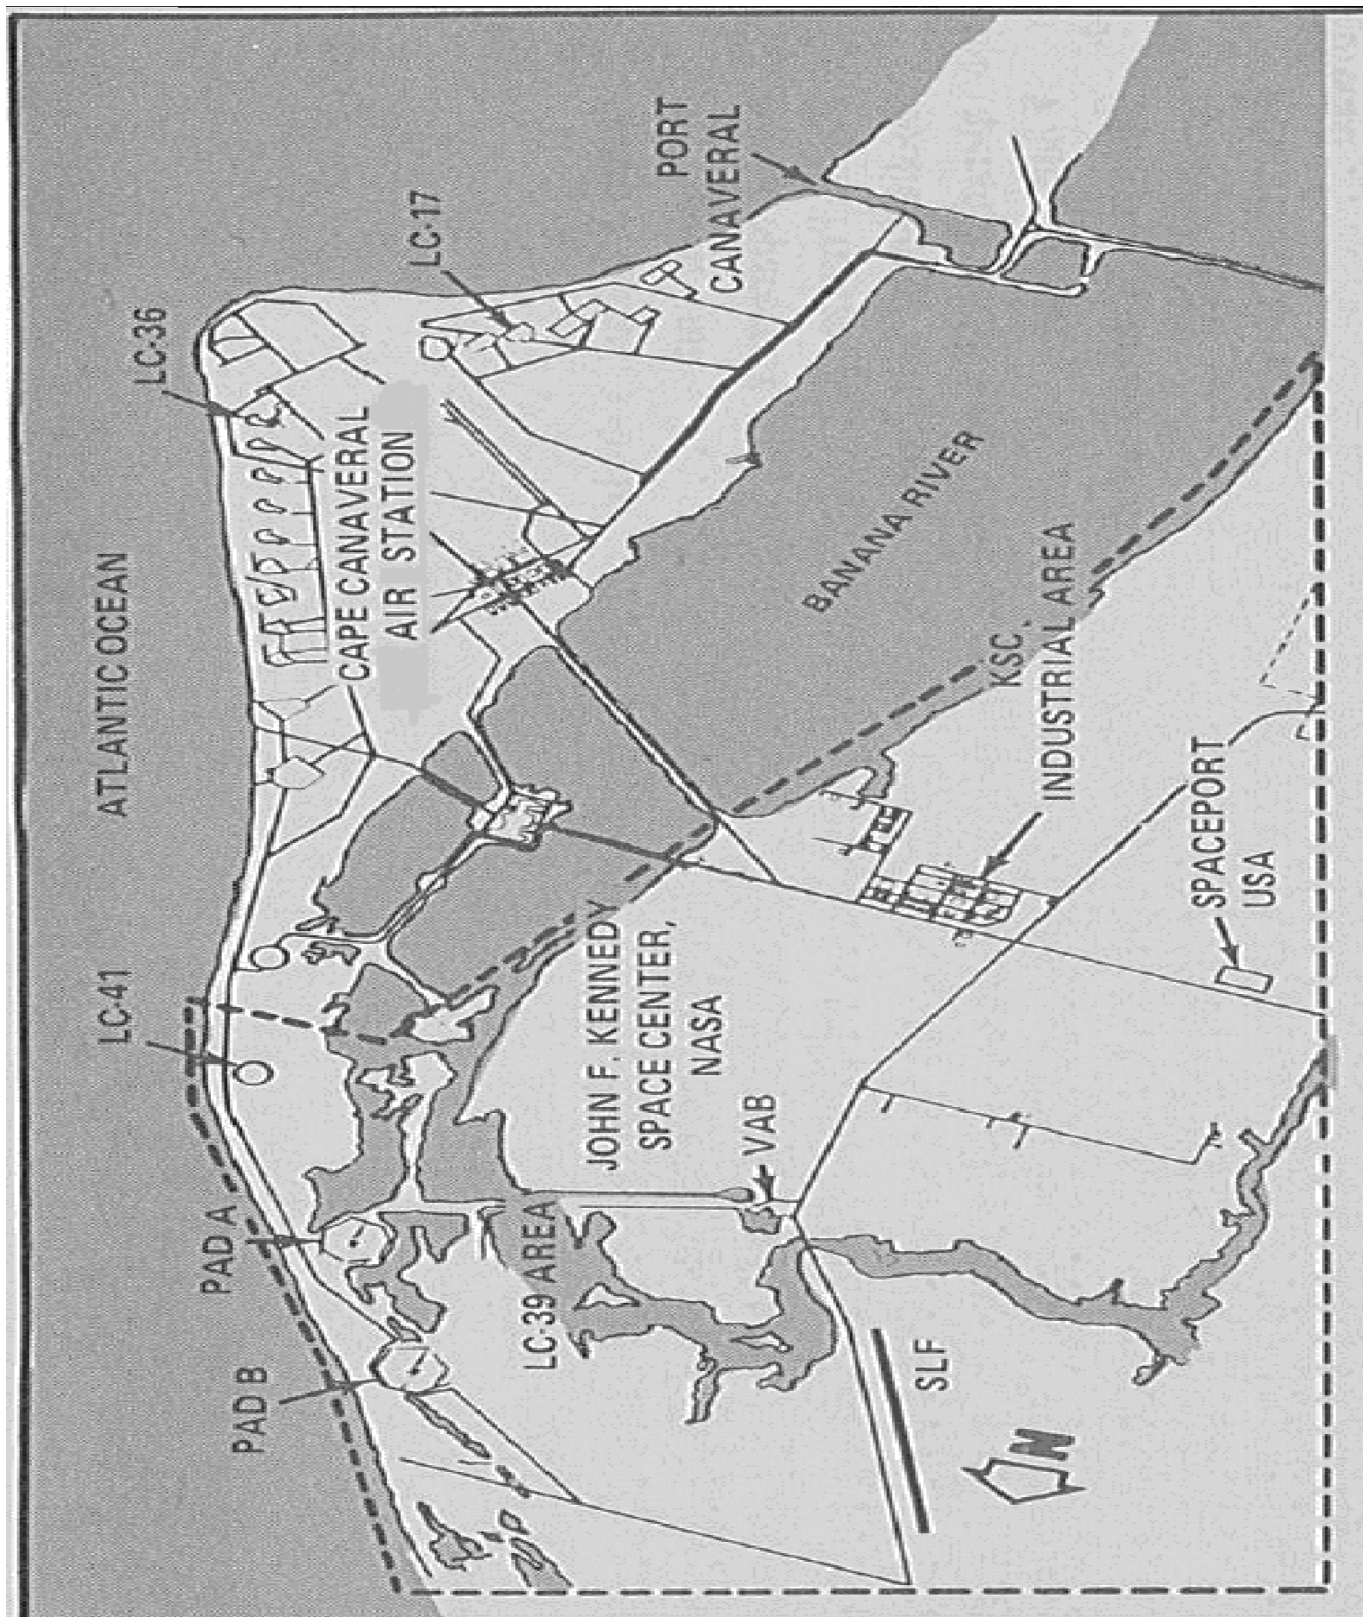 ATLANTIC OCEAN
LC-36
LC-17
PORT
CANAVERAL
CAPE CANAVERAL
AIR STATION
LC-41
PAD A
PAD B
BANANA RIVER
JOHN F. KENNEDY
SPACE CENTER,
NASA
LC-39 AREA
VAB
KSC
INDUSTRIAL AREA
SPACEPORT
USA
SLF
N